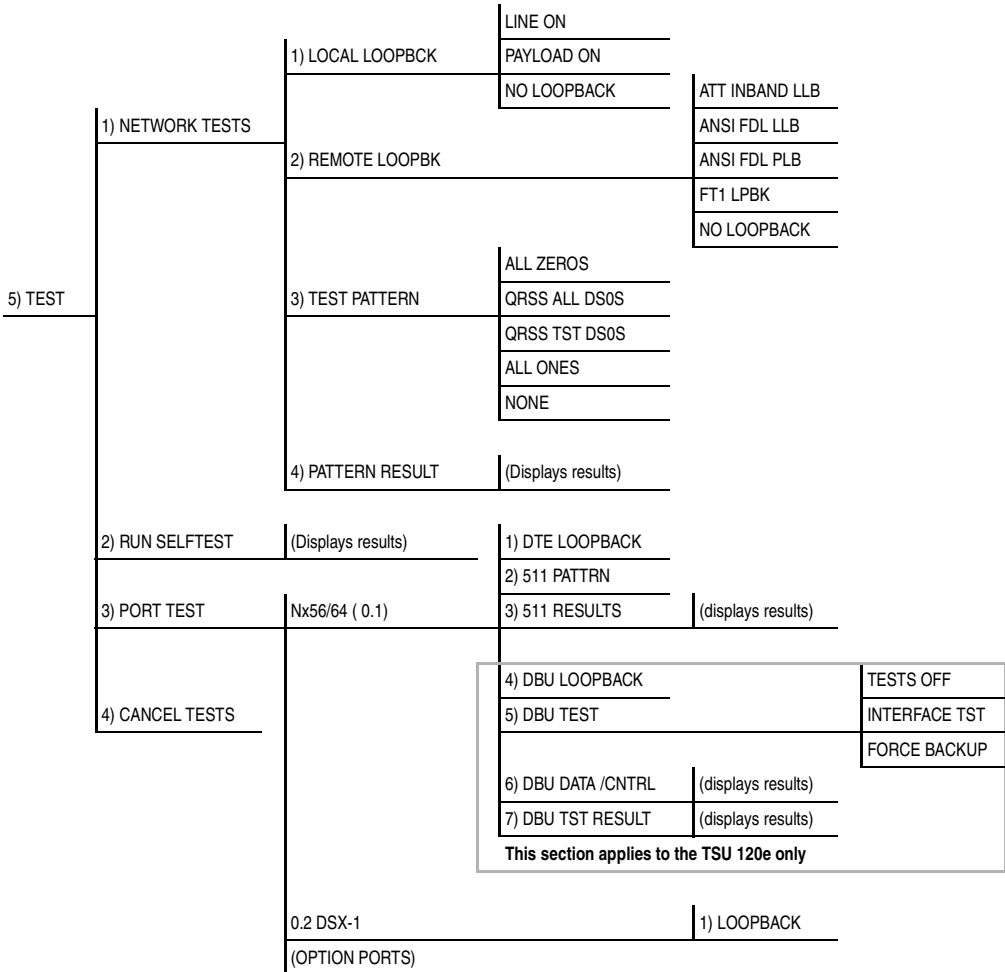 LINE ON
1) LOCAL LOOPBCK
PAYLOAD ON
NO LOOPBACK
ATT INBAND LLB
1) NETWORK TESTS
ANSI FDL LLB
2) REMOTE LOOPBK
ANSI FDL PLB
FT1 LPBK
NO LOOPBACK
ALL ZEROS
5) TEST
3) TEST PATTERN
QRSS ALL DS0S
QRSS TST DS0S
ALL ONES
NONE
4) PATTERN RESULT
(Displays results)
2) RUN SELFTEST
(Displays results)
1) DTE LOOPBACK
2) 511 PATTRN
3) PORT TEST
Nx56/64 ( 0.1)
3) 511 RESULTS
(displays results)
4) DBU LOOPBACK
TESTS OFF
4) CANCEL TESTS
5) DBU TEST
INTERFACE TST
FORCE BACKUP
6) DBU DATA /CNTRL
(displays results)
7) DBU TST RESULT
(displays results)
This section applies to the TSU 120e only
0.2 DSX-1
1) LOOPBACK
(OPTION PORTS)